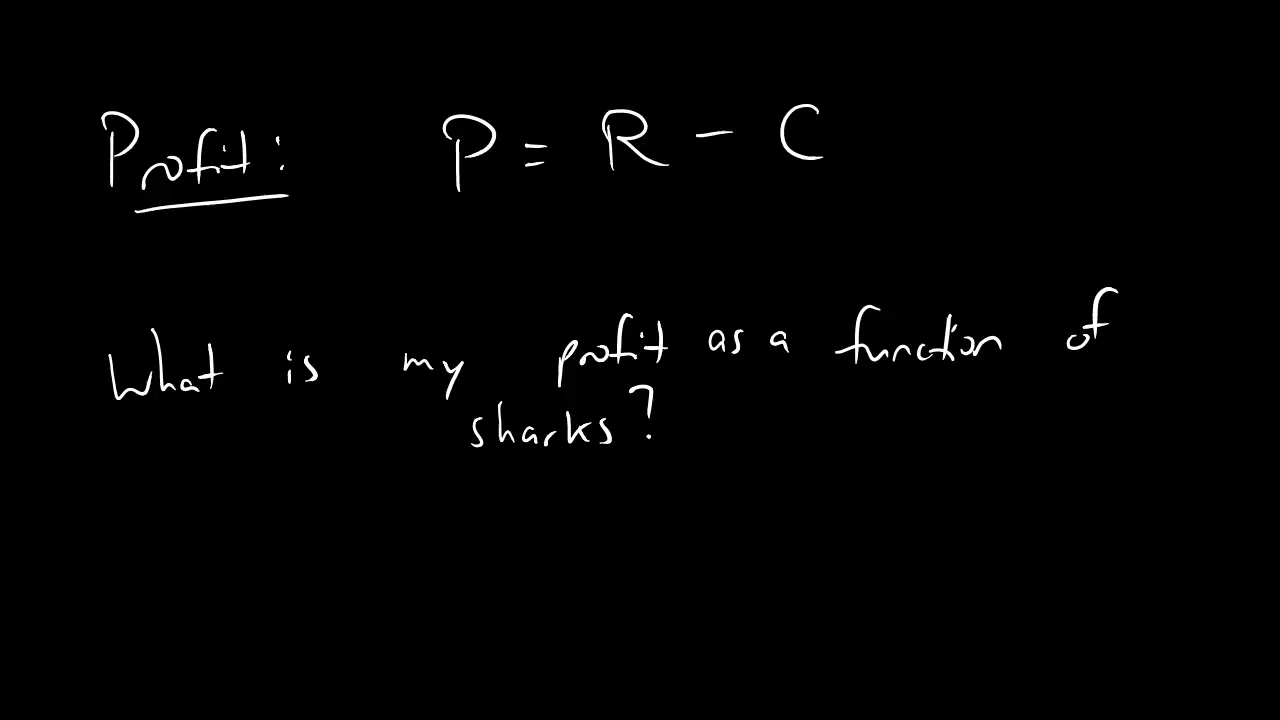 Profit: P = R - C
What is my profit as a function of
sharks?